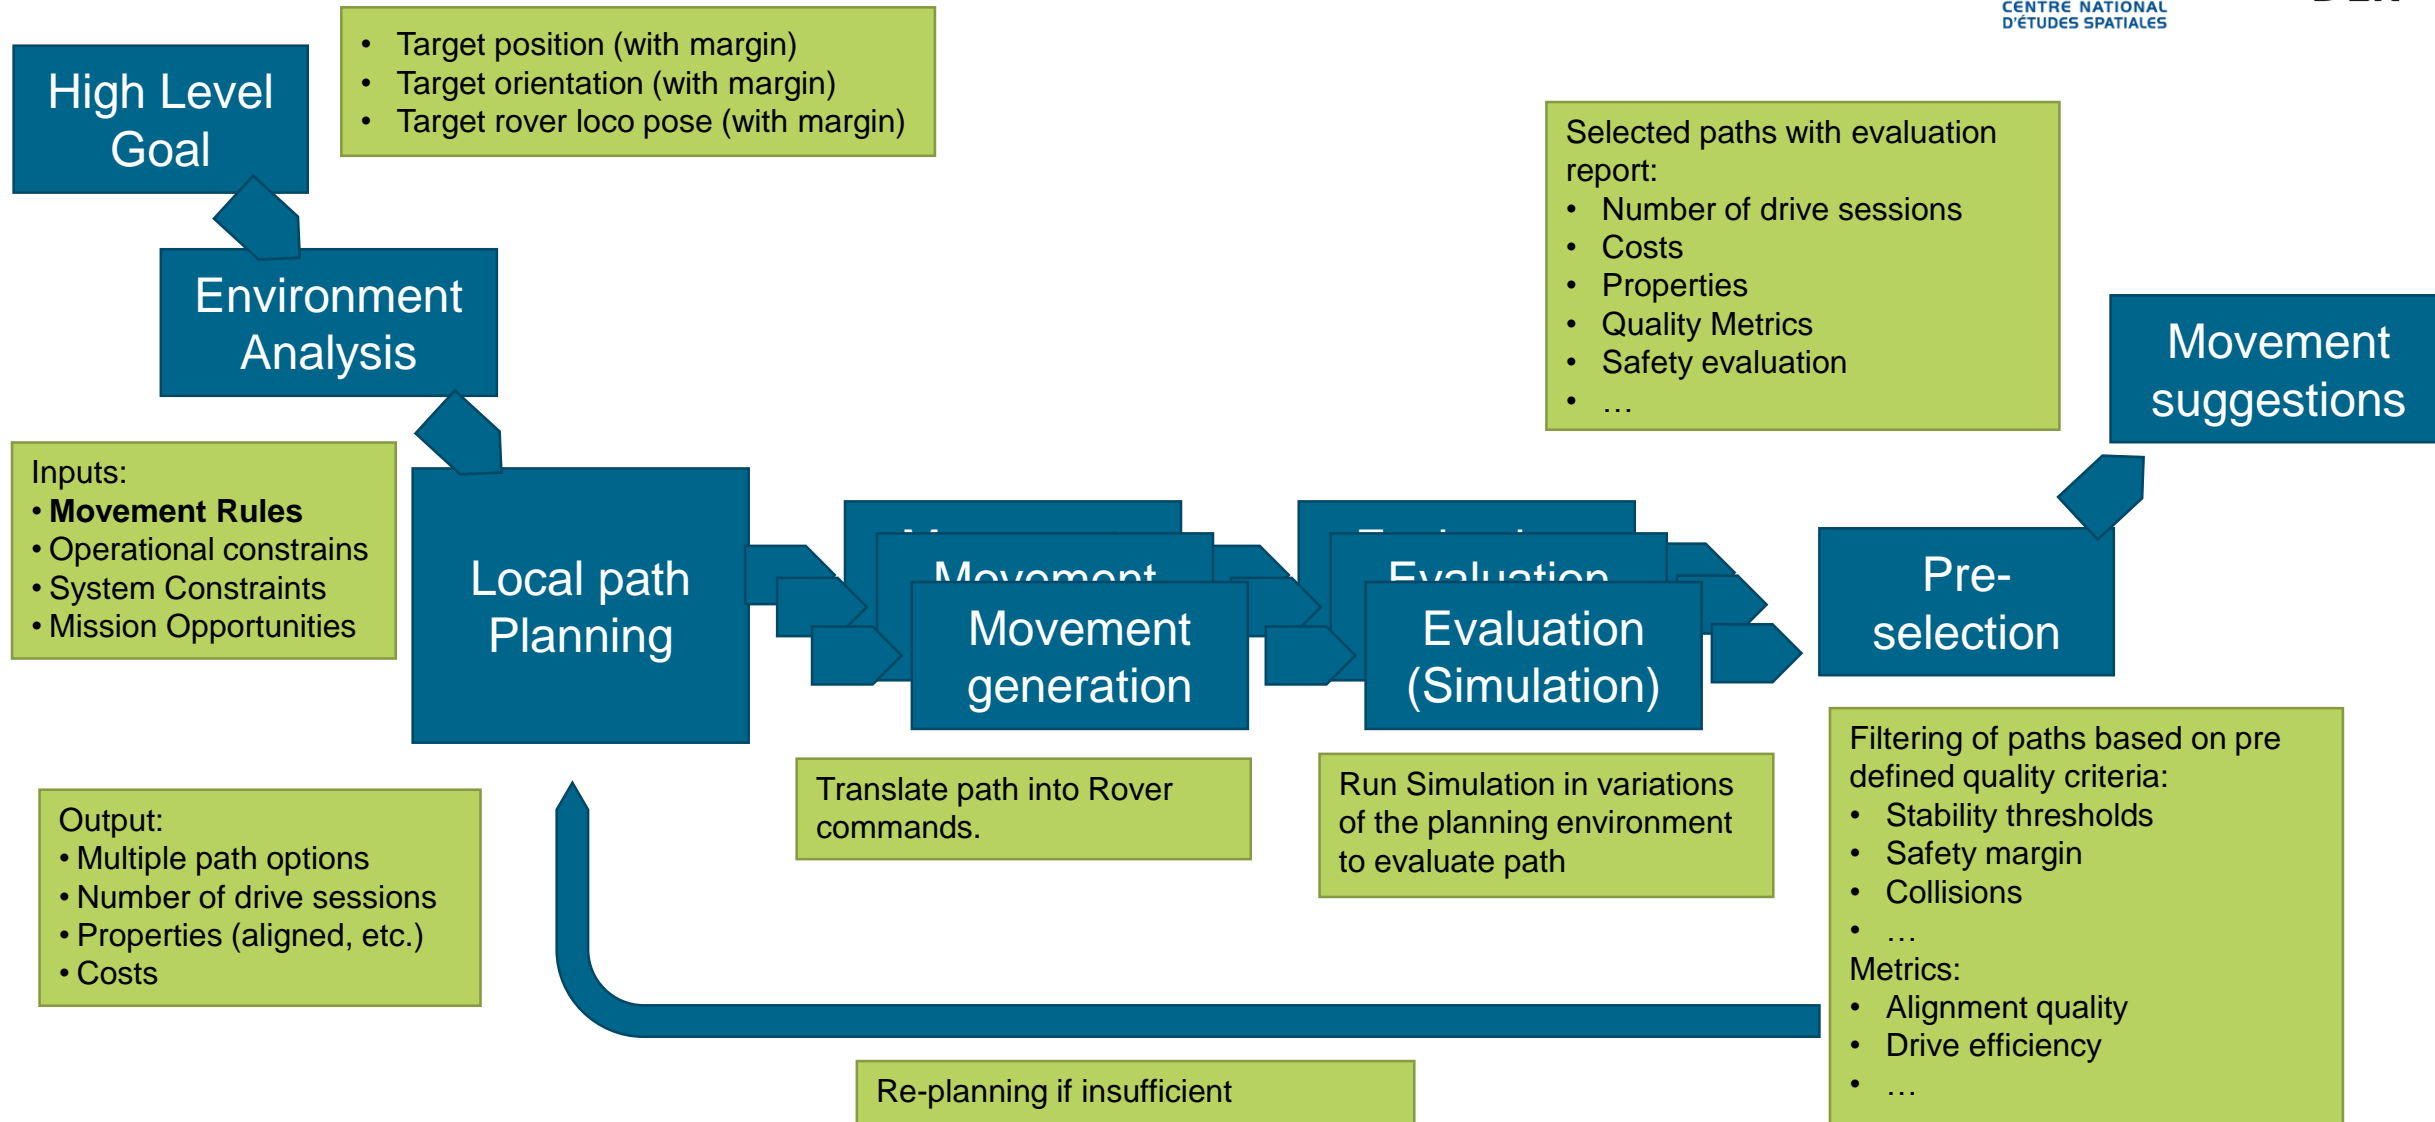 CENTRE NATIONAL
D'ÉTUDES SPATIALES
High Level
Goal
• Target position (with margin)
• Target orientation (with margin)
• Target rover loco pose (with margin)
Environment
Analysis
Inputs:
• Movement Rules
• Operational constrains
• System Constraints
• Mission Opportunities
Local path
Planning
Output:
• Multiple path options
• Number of drive sessions
• Properties (aligned, etc.)
• Costs
Movement
Movement
generation
Translate path into Rover
commands.
Evaluation
Evaluation
(Simulation)
Run Simulation in variations
of the planning environment
to evaluate path
Selected paths with evaluation
report:
• Number of drive sessions
• Costs
• Properties
• Quality Metrics
• Safety evaluation
• …
Movement
suggestions
Pre-
selection
Filtering of paths based on pre
defined quality criteria:
• Stability thresholds
• Safety margin
• Collisions
• …
Metrics:
• Alignment quality
• Drive efficiency
• …
Re-planning if insufficient